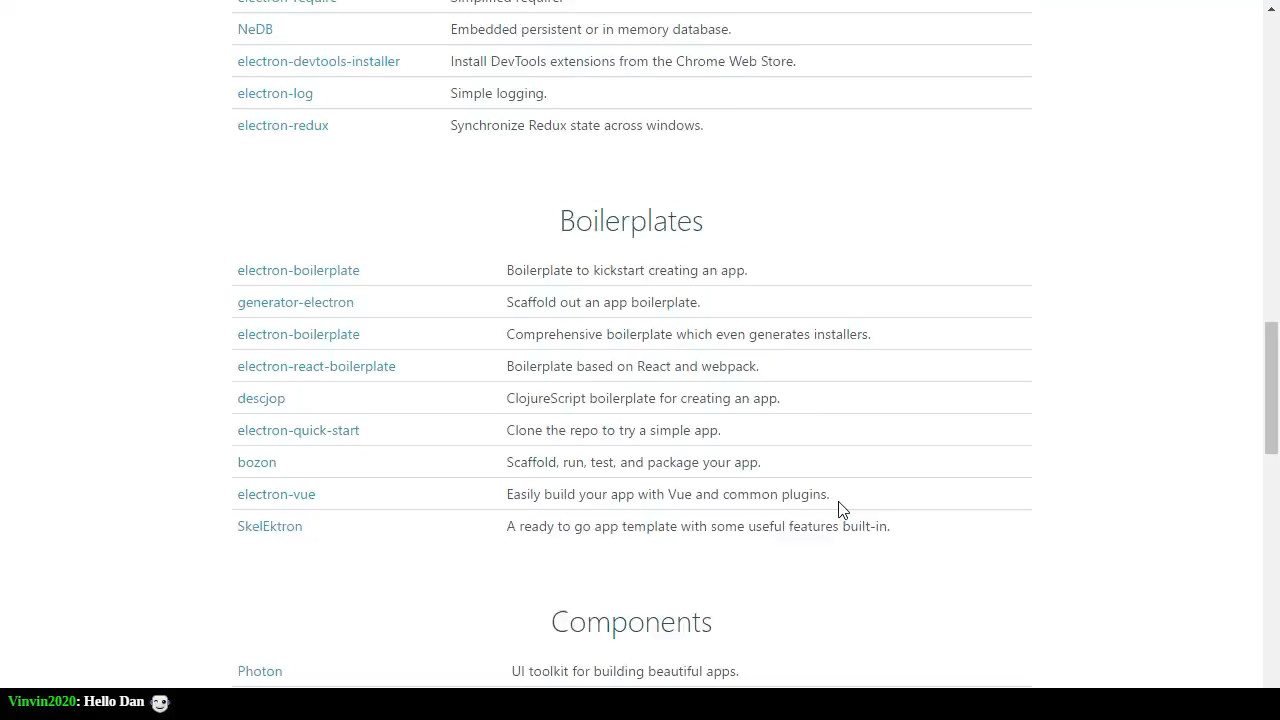 electron-require Simplified require.
NeDB Embedded persistent or in memory database.
electron-devtools-installer Install DevTools extensions from the Chrome Web Store.
electron-log Simple logging.
electron-redux Synchronize Redux state across windows.
Boilerplates
electron-boilerplate Boilerplate to kickstart creating an app.
generator-electron Scaffold out an app boilerplate.
electron-boilerplate Comprehensive boilerplate which even generates installers.
electron-react-boilerplate Boilerplate based on React and webpack.
descjop ClojureScript boilerplate for creating an app.
electron-quick-start Clone the repo to try a simple app.
bozon Scaffold, run, test, and package your app.
electron-vue Easily build your app with Vue and common plugins.
SkelEktron A ready to go app template with some useful features built-in.
Components
Photon UI toolkit for building beautiful apps.
Vinvin2020: Hello Dan